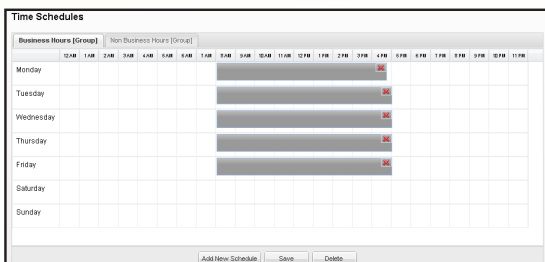 Time Schedules
Business Hours [Group] Non Business Hours [Group]
12 AM 1 AM 2 AM 3 AM 4 AM 5 AM 6 AM 7 AM 8 AM 9 AM 10 AM 11 AM 12 PM 1 PM 2 PM 3 PM 4 PM 5 PM 6 PM 7 PM 8 PM 9 PM 10 PM 11 PM
Monday
Tuesday
Wednesday
Thursday
Friday
Saturday
Sunday
Add New Schedule Save Delete